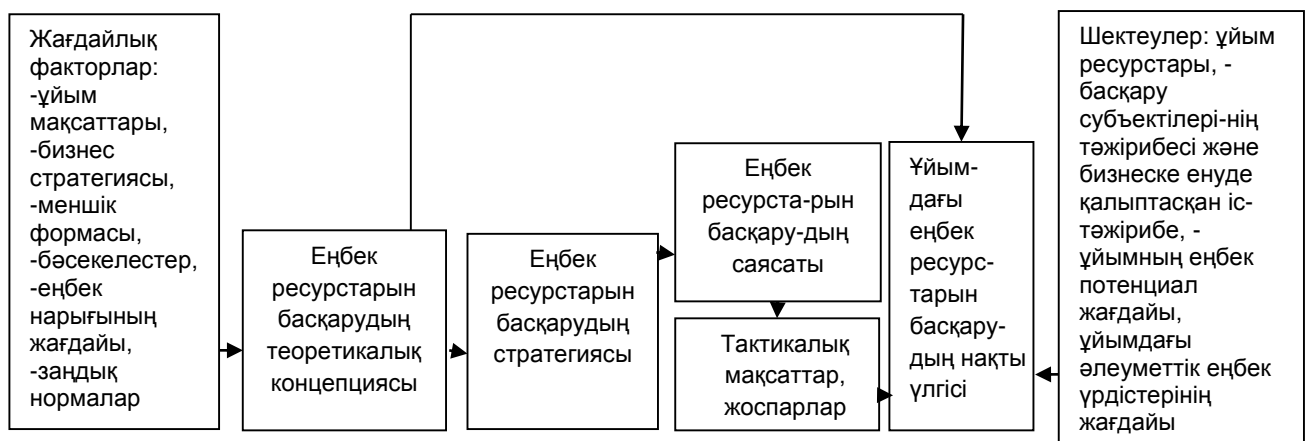 Жағдайлық
факторлар:
-ұйым
мақсаттары,
-бизнес
стратегиясы,
-меншік
формасы,
-бәсекелестер,
-еңбек
нарығының
жағдайы,
-заңдық
нормалар
Еңбек
ресурстарын
басқарудың
теоретикалық
концепциясы
Еңбек
ресурстарын
басқарудың
стратегиясы
Еңбек
ресурста-рын
басқару-дың
саясаты
Тактикалық
мақсаттар,
жоспарлар
Ұйым-
дағы
еңбек
ресурс-
тарын
басқару-
дың нақты
үлгісі
Шектеулер: ұйым
ресурстары, -
басқару
субъектілері-нің
тәжірибесі және
бизнеске енуде
қалыптасқан іс-
тәжірибе, -
ұйымның еңбек
потенциал
жағдайы,
ұйымдағы
әлеуметтік еңбек
үрдістерінің
жағдайы